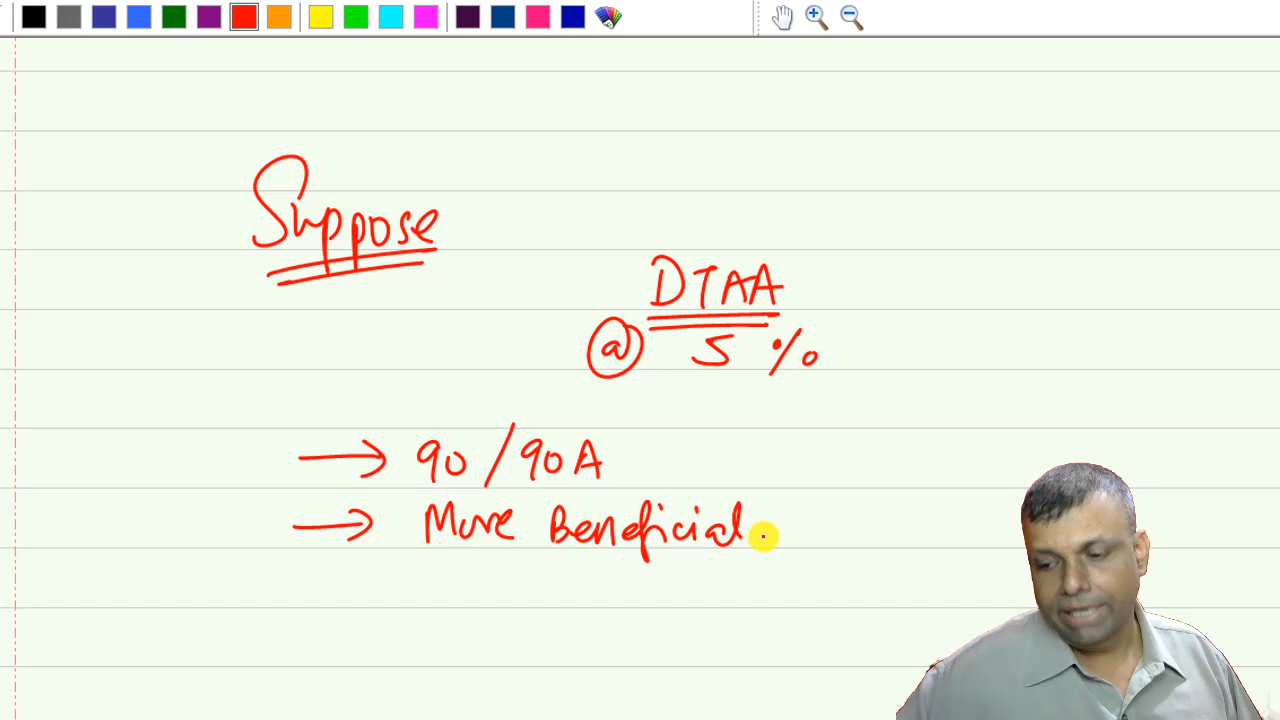 Suppose
DTAA
@ 5 %
→ 90/90A
→ More Beneficial